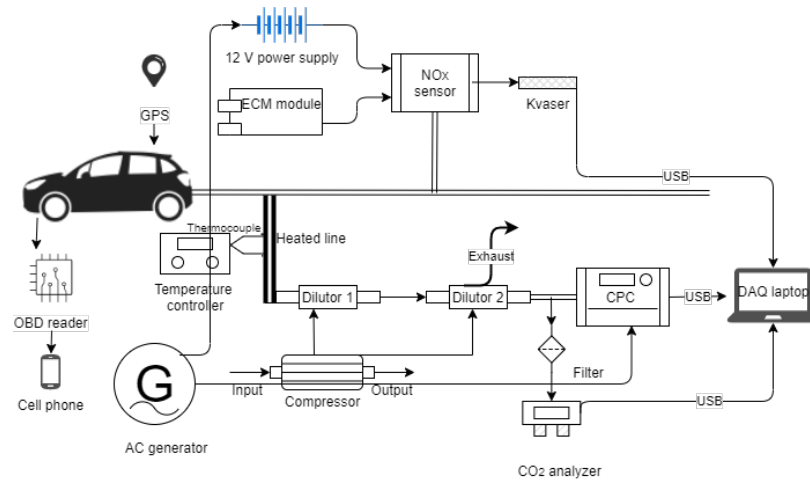 12 V power supply
NOx
sensor
ECM module
Kvaser
GPS
USB
Thermocouple
Heated line
Temperature
controller
Exhaust
Dilutor 1
Dilutor 2
CPC
USB
DAQ laptop
OBD reader
Cell phone
G
Input
Output
Compressor
Filter
USB
AC generator
CO2 analyzer